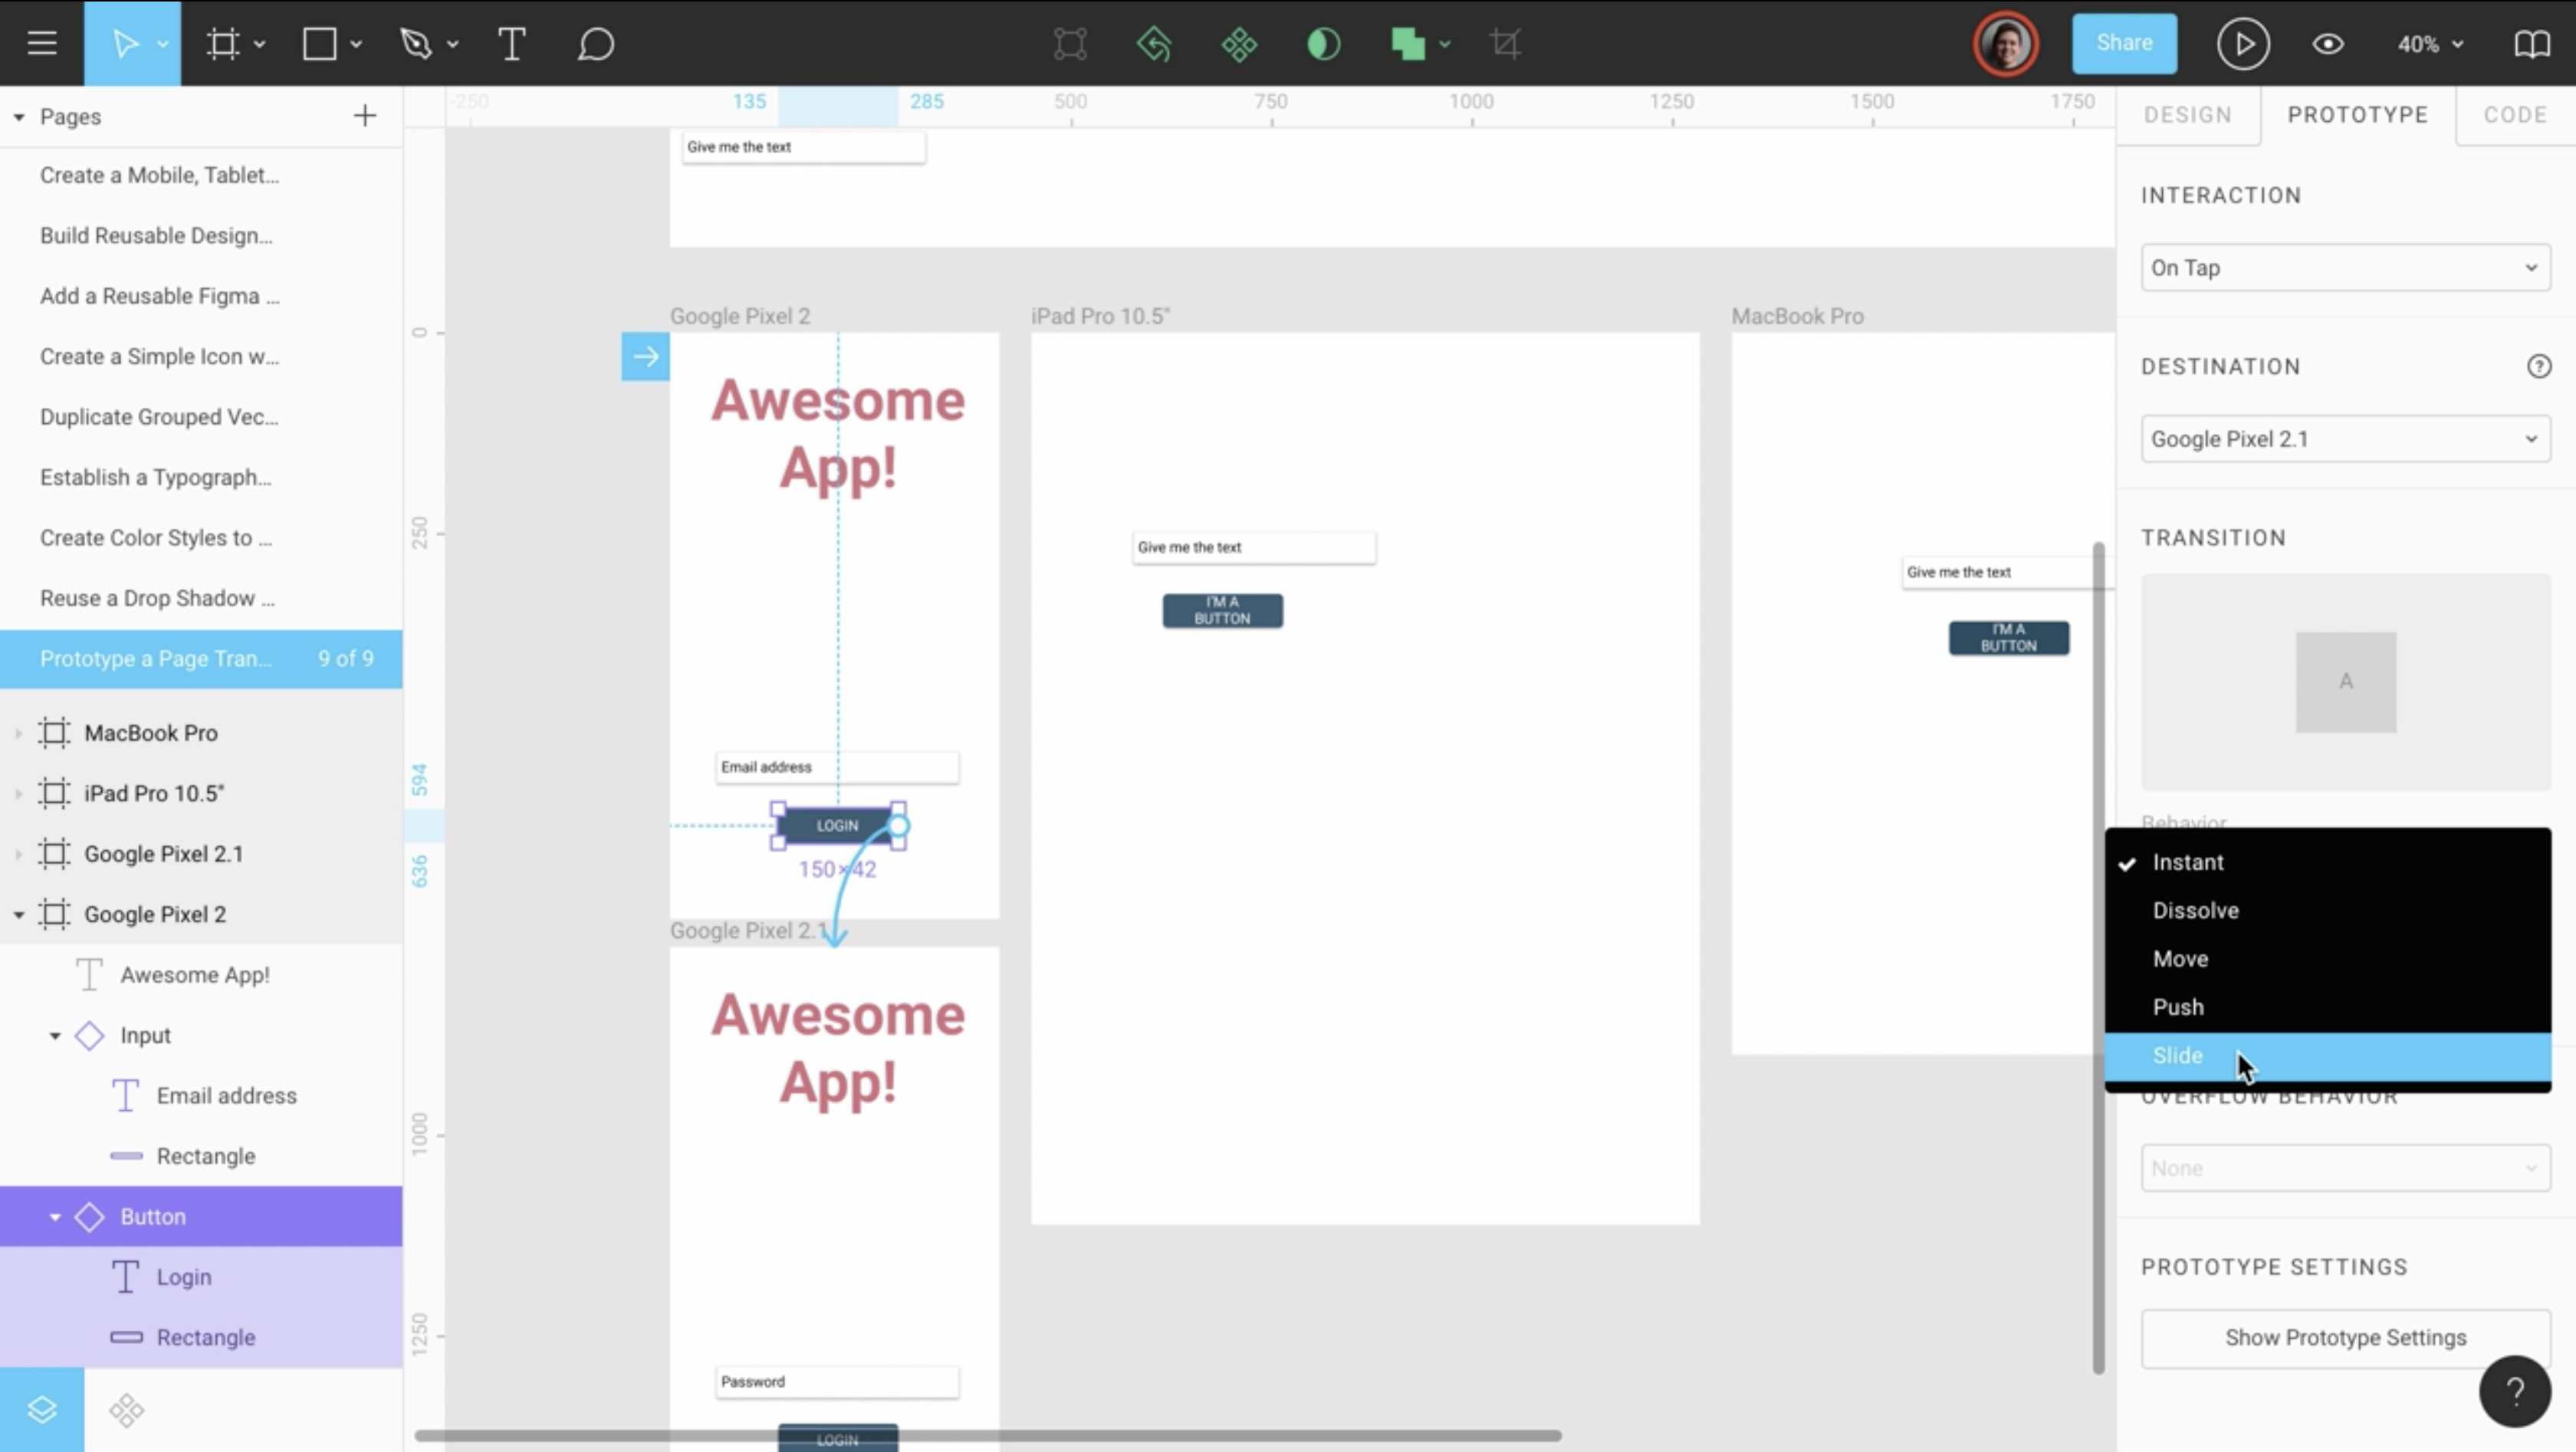 Share
40%
Pages
Create a Mobile, Tablet...
Build Reusable Design...
Add a Reusable Figma ...
Create a Simple Icon w...
Duplicate Grouped Vec...
Establish a Typograph...
Create Color Styles to ...
Reuse a Drop Shadow ...
Prototype a Page Tran...
9 of 9
MacBook Pro
iPad Pro 10.5"
Google Pixel 2.1
Google Pixel 2
Awesome App!
Input
Email address
Rectangle
Button
Login
Rectangle
-250
135
285
500
750
1000
1250
1500
1750
0
250
594
636
1000
1250
Give me the text
Google Pixel 2
Awesome
App!
Email address
LOGIN
150×42
Google Pixel 2.1
Awesome
App!
Password
LOGIN
iPad Pro 10.5"
Give me the text
I'M A
BUTTON
MacBook Pro
Give me the text
I'M A
BUTTON
DESIGN
PROTOTYPE
CODE
INTERACTION
On Tap
DESTINATION
?
Google Pixel 2.1
TRANSITION
A
Behavior
Instant
Dissolve
Move
Push
Slide
OVERFLOW BEHAVIOR
None
PROTOTYPE SETTINGS
Show Prototype Settings
?